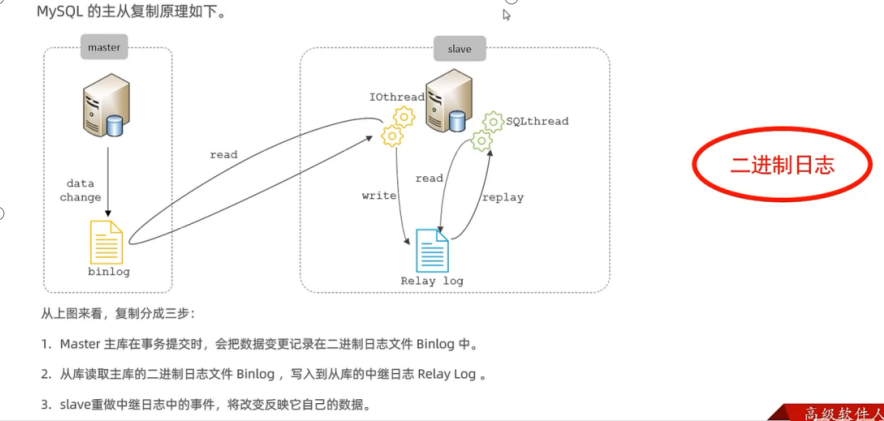 MySQL 的主从复制原理如下。
master
slave
IOthread
SQLthread
read
data
change
write
read
replay
binlog
Relay log
二进制日志
从上图来看，复制分成三步：
1. Master 主库在事务提交时，会把数据变更记录在二进制日志文件 Binlog 中。
2. 从库读取主库的二进制日志文件 Binlog ，写入到从库的中继日志 Relay Log 。
3. slave重做中继日志中的事件，将改变反映它自己的数据。
高级软件人